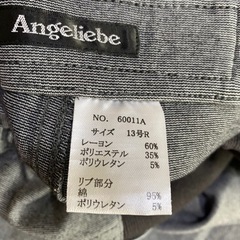 Angeliebe
NO. 60011A
サイズ 13号R
レーヨン 60%
ポリエステル 35%
ポリウレタン 5%
リブ部分
綿 95%
ポリウレタン 5%